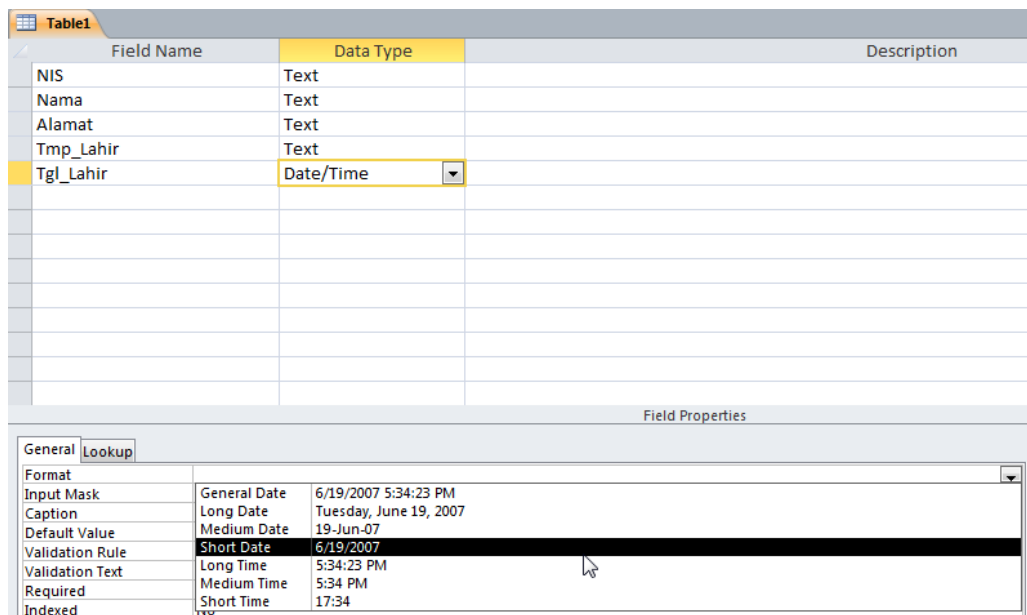 Table1
Field Name Data Type Description
NIS Text
Nama Text
Alamat Text
Tmp_Lahir Text
Tgl_Lahir Date/Time
Field Properties
General Lookup
Format
Input Mask General Date 6/19/2007 5:34:23 PM
Caption Long Date Tuesday, June 19, 2007
Default Value Medium Date 19-Jun-07
Validation Rule Short Date 6/19/2007
Validation Text Long Time 5:34:23 PM
Required Medium Time 5:34 PM
Indexed Short Time 17:34